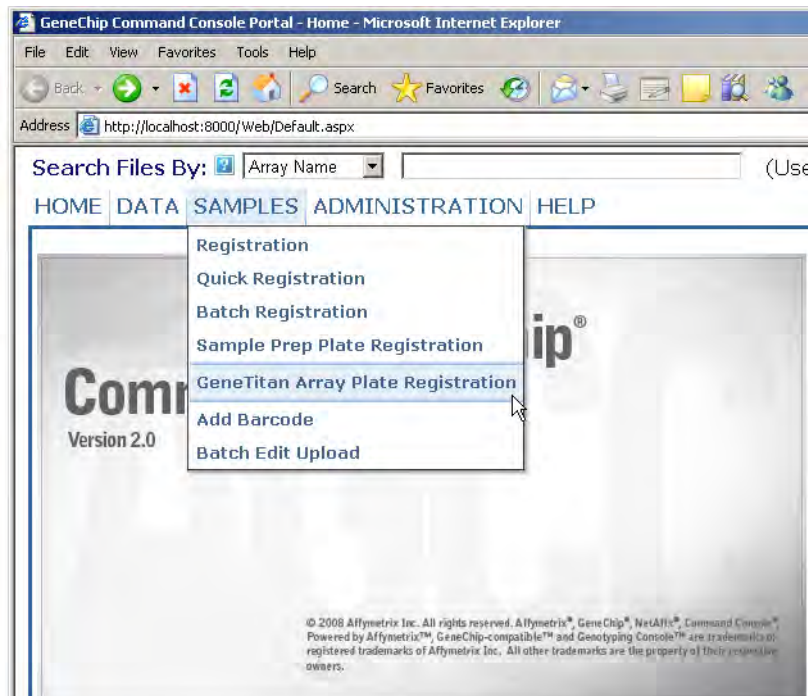 GeneChip Command Console Portal - Home - Microsoft Internet Explorer
File Edit View Favorites Tools Help
Back Search Favorites
Address http://localhost:8000/Web/Default.aspx
Search Files By: ? Array Name (Use
HOME DATA SAMPLES ADMINISTRATION HELP
Registration
Quick Registration
Batch Registration
Sample Prep Plate Registration
ip®
GeneTitan Array Plate Registration
Comm
Add Barcode
Version 2.0
Batch Edit Upload
© 2008 Affymetrix Inc. All rights reserved. Affymetrix®, GeneChip®, NetAffx®, Command Console®,
Powered by Affymetrix™, GeneChip-compatible™ and Genotyping Console™ are trademarks or
registered trademarks of Affymetrix Inc. All other trademarks are the property of their respective
owners.